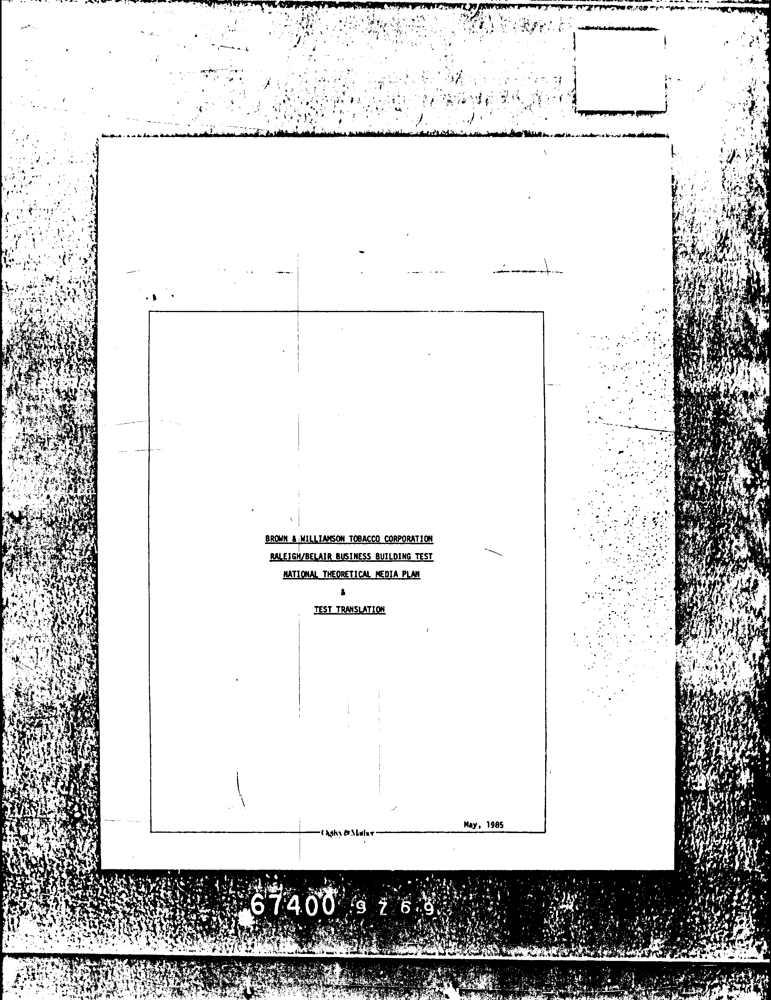 BROWN & WILLIAMSON TOBACCO CORPORATION
RALEIGH/BELAIR BUSINESS BUILDING TEST
NATIONAL THEORETICAL MEDIA PLAN
&
TEST TRANSLATION
May, 1985
Ogilvy & Mather
67400 9769